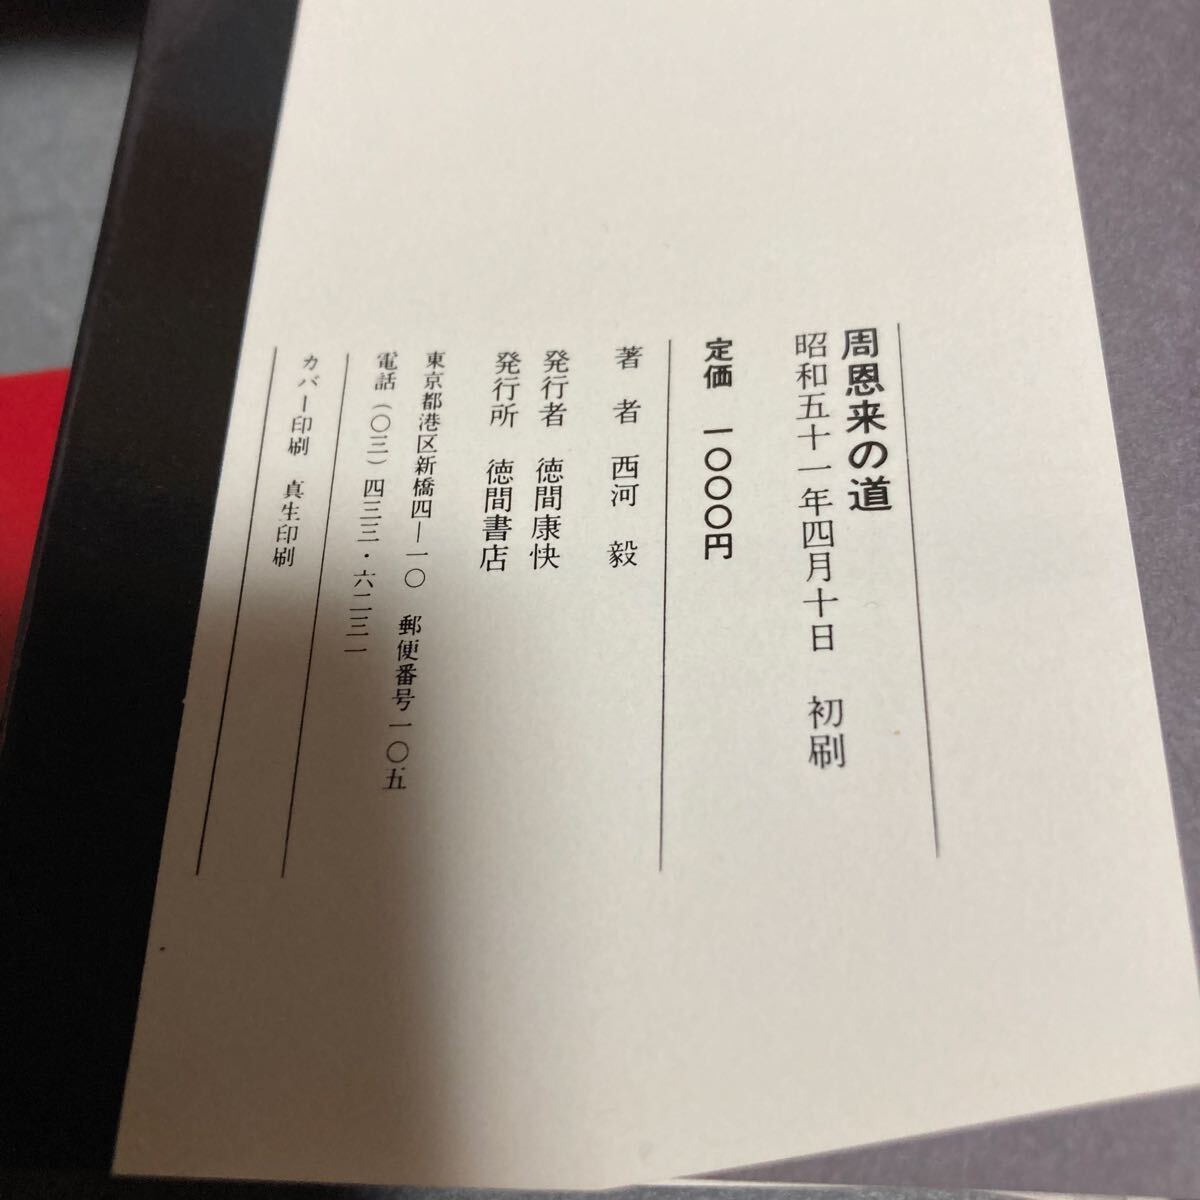 周恩来の道
昭和五十一年四月十日　初刷
定価　一〇〇〇円
著　者　西河　毅
発行者　徳間康快
発行所　徳間書店
東京都港区新橋四—一〇　郵便番号一〇五
電話（〇三）四三三・六二三一
カバー印刷　真生印刷